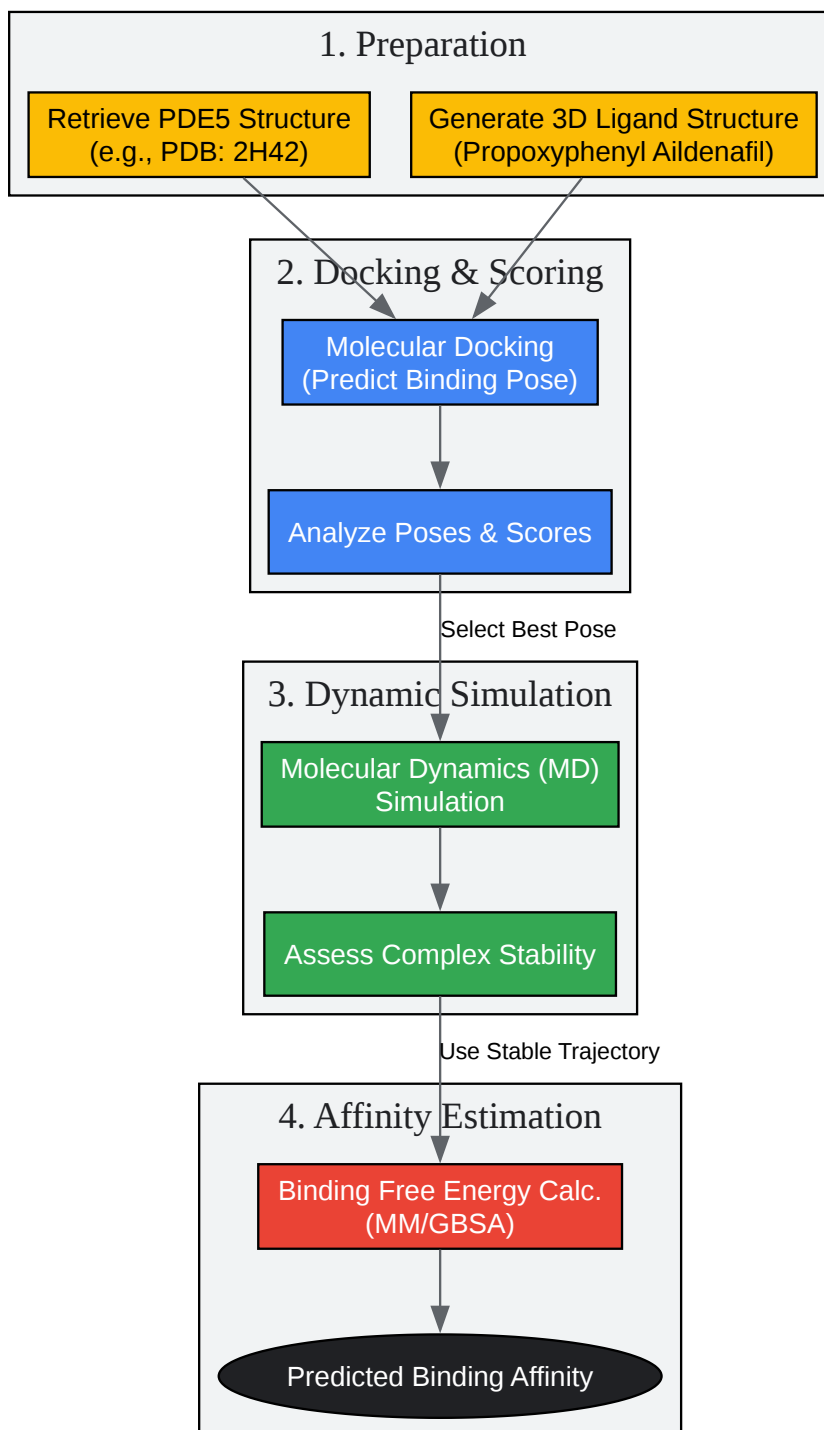 1. Preparation
Retrieve PDE5 Structure
(e.g., PDB: 2H42)
Generate 3D Ligand Structure
(Propoxyphenyl Aildenafil)
2. Docking & Scoring
Molecular Docking
(Predict Binding Pose)
Analyze Poses & Scores
Select Best Pose
3. Dynamic Simulation
Molecular Dynamics (MD)
Simulation
Assess Complex Stability
Use Stable Trajectory
4. Affinity Estimation
Binding Free Energy Calc.
(MM/GBSA)
Predicted Binding Affinity